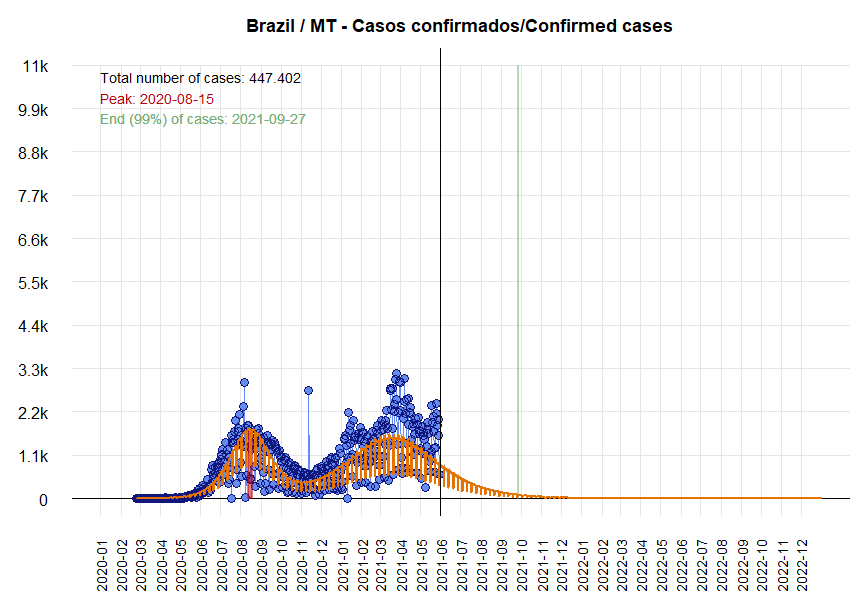 Brazil / MT - Casos confirmados/Confirmed cases
Total number of cases: 447.402
Peak: 2020-08-15
End (99%) of cases: 2021-09-27
11k
9.9k
8.8k
7.7k
6.6k
5.5k
4.4k
3.3k
2.2k
1.1k
0
2020-01
2020-02
2020-03
2020-04
2020-05
2020-06
2020-07
2020-08
2020-09
2020-10
2020-11
2020-12
2021-01
2021-02
2021-03
2021-04
2021-05
2021-06
2021-07
2021-08
2021-09
2021-10
2021-11
2021-12
2022-02
2022-03
2022-04
2022-05
2022-06
2022-07
2022-08
2022-09
2022-10
2022-11
2022-12